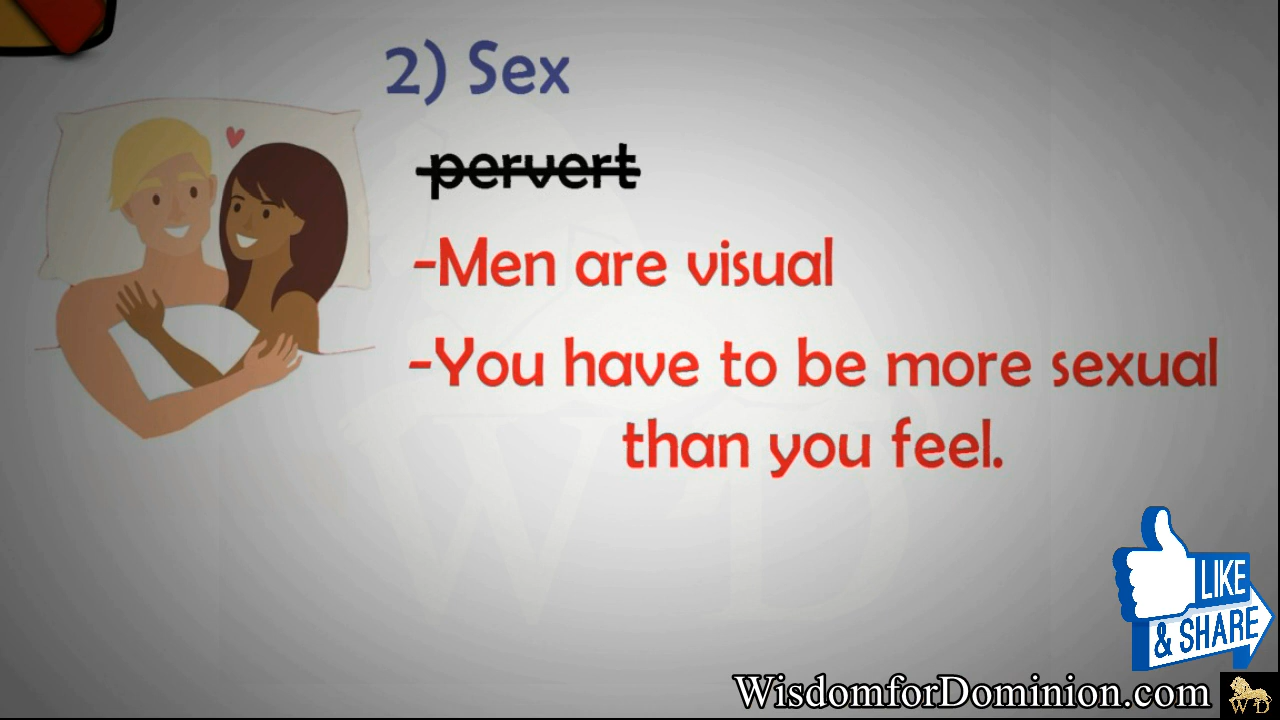 2) Sex
pervert
-Men are visual
-You have to be more sexual
than you feel.
LIKE
& SHARE
WisdomforDominion.com
WD